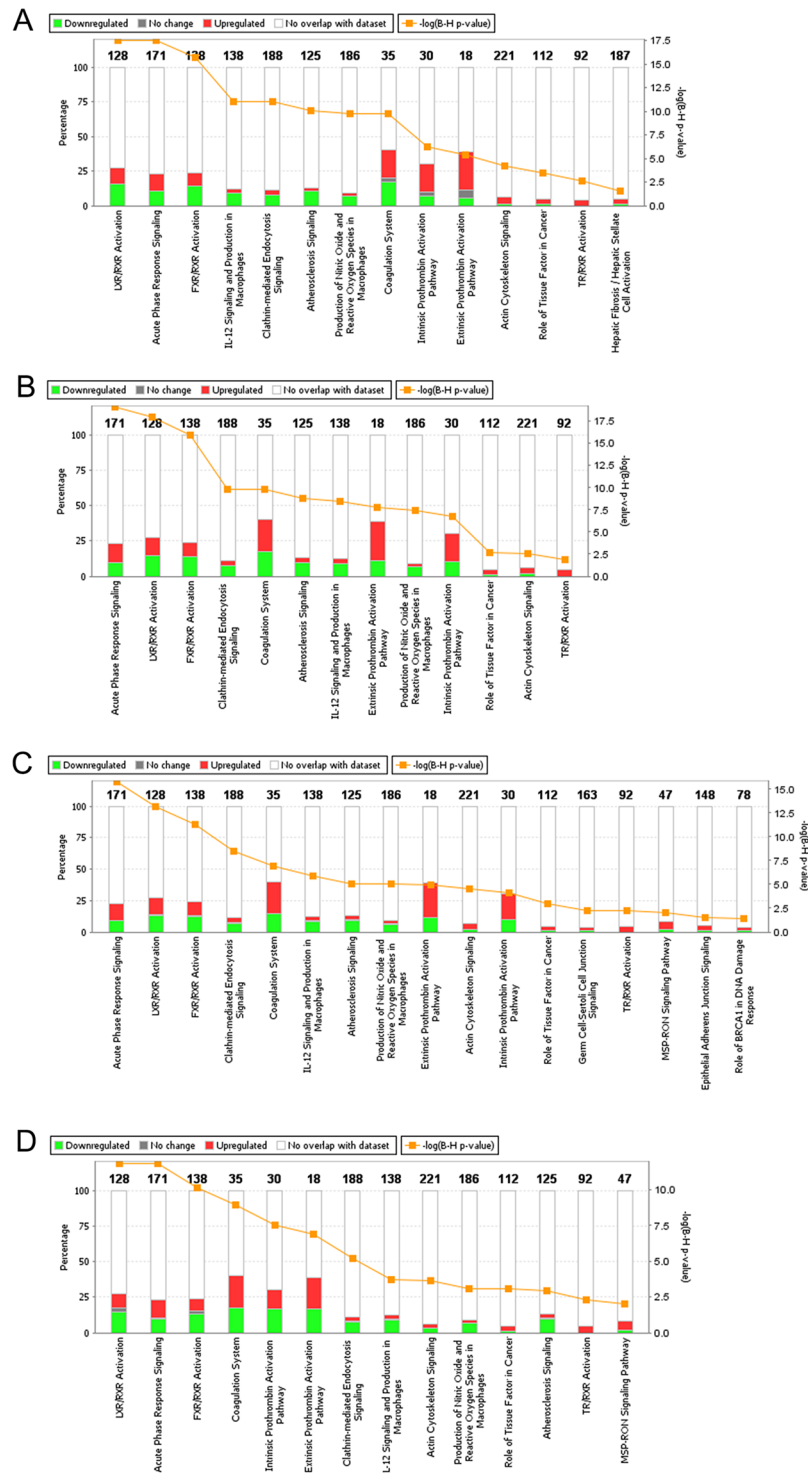 A
Downregulated No change Upregulated No overlap with dataset -log(B-H p-value)
128 171 138 138 188 125 186 35 30 18 221 112 92 187
100
75
50
25
0
Percentage
17.5
15.0
12.5
10.0
7.5
5.0
2.5
0.0
-log(B-H p-value)
LXR/RXR Activation
Acute Phase Response Signaling
FXR/RXR Activation
IL-12 Signaling and Production in
Macrophages
Clathrin-mediated Endocytosis
Signaling
Atherosclerosis Signaling
Production of Nitric Oxide and
Reactive Oxygen Species in
Macrophages
Coagulation System
Intrinsic Prothrombin Activation
Pathway
Extrinsic Prothrombin Activation
Pathway
Actin Cytoskeleton Signaling
Role of Tissue Factor in Cancer
TR/RXR Activation
Hepatic Fibrosis / Hepatic Stellate
Cell Activation
B
Downregulated No change Upregulated No overlap with dataset -log(B-H p-value)
171 128 138 188 35 125 138 18 186 30 112 221 92
100
75
50
25
0
Percentage
17.5
15.0
12.5
10.0
7.5
5.0
2.5
0.0
-log(B-H p-value)
Acute Phase Response Signaling
LXR/RXR Activation
FXR/RXR Activation
Clathrin-mediated Endocytosis
Signaling
Coagulation System
Atherosclerosis Signaling
IL-12 Signaling and Production in
Macrophages
Extrinsic Prothrombin Activation
Pathway
Production of Nitric Oxide and
Reactive Oxygen Species in
Macrophages
Intrinsic Prothrombin Activation
Pathway
Role of Tissue Factor in Cancer
Actin Cytoskeleton Signaling
TR/RXR Activation
C
Downregulated No change Upregulated No overlap with dataset -log(B-H p-value)
171 128 138 188 35 138 125 186 18 221 30 112 163 92 47 148 78
100
75
50
25
0
Percentage
15.0
12.5
10.0
7.5
5.0
2.5
0.0
-log(B-H p-value)
Acute Phase Response Signaling
LXR/RXR Activation
FXR/RXR Activation
Clathrin-mediated Endocytosis
Signaling
Coagulation System
IL-12 Signaling and Production in
Macrophages
Atherosclerosis Signaling
Production of Nitric Oxide and
Reactive Oxygen Species in
Macrophages
Extrinsic Prothrombin Activation
Pathway
Actin Cytoskeleton Signaling
Intrinsic Prothrombin Activation
Pathway
Role of Tissue Factor in Cancer
Germ Cell-Sertoli Cell Junction
Signaling
TR/RXR Activation
MSP-RON Signaling Pathway
Epithelial Adherens Junction Signaling
Role of BRCA1 in DNA Damage
Response
D
Downregulated No change Upregulated No overlap with dataset -log(B-H p-value)
128 171 138 35 30 18 188 138 221 186 112 125 92 47
100
75
50
25
0
Percentage
10.0
7.5
5.0
2.5
0.0
-log(B-H p-value)
LXR/RXR Activation
Acute Phase Response Signaling
FXR/RXR Activation
Coagulation System
Intrinsic Prothrombin Activation
Pathway
Extrinsic Prothrombin Activation
Pathway
Clathrin-mediated Endocytosis
Signaling
L-12 Signaling and Production in
Macrophages
Actin Cytoskeleton Signaling
Production of Nitric Oxide and
Reactive Oxygen Species in
Macrophages
Role of Tissue Factor in Cancer
Atherosclerosis Signaling
TR/RXR Activation
MSP-RON Signaling Pathway